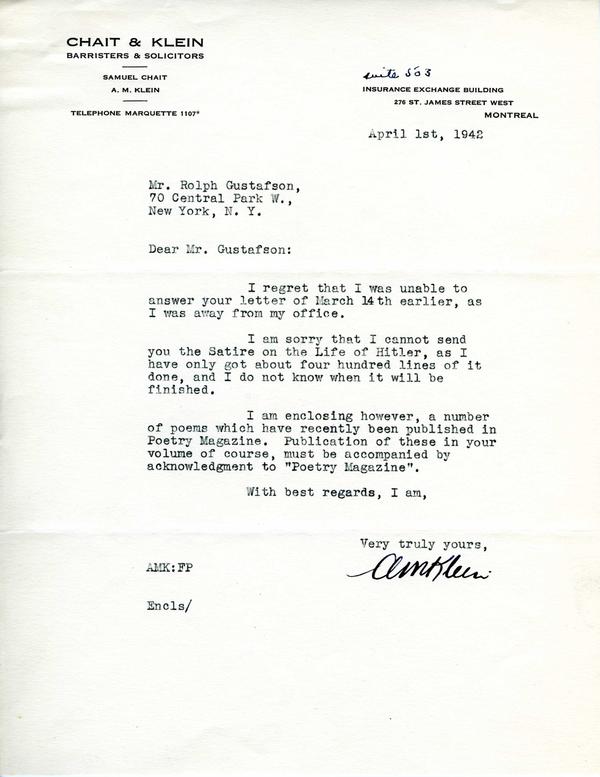 CHAIT & KLEIN
BARRISTERS & SOLICITORS
SAMUEL CHAIT
A. M. KLEIN
TELEPHONE MARQUETTE 1107*
suite 503
INSURANCE EXCHANGE BUILDING
276 ST. JAMES STREET WEST
MONTREAL
April 1st, 1942
Mr. Rolph Gustafson,
70 Central Park W.,
New York, N. Y.
Dear Mr. Gustafson:
I regret that I was unable to
answer your letter of March 14th earlier, as
I was away from my office.
I am sorry that I cannot send
you the Satire on the Life of Hitler, as I
have only got about four hundred lines of it
done, and I do not know when it will be
finished.
I am enclosing however, a number
of poems which have recently been published in
Poetry Magazine. Publication of these in your
volume of course, must be accompanied by
acknowledgment to "Poetry Magazine".
With best regards, I am,
Very truly yours,
AMKlein
AMK:FP
Encls/